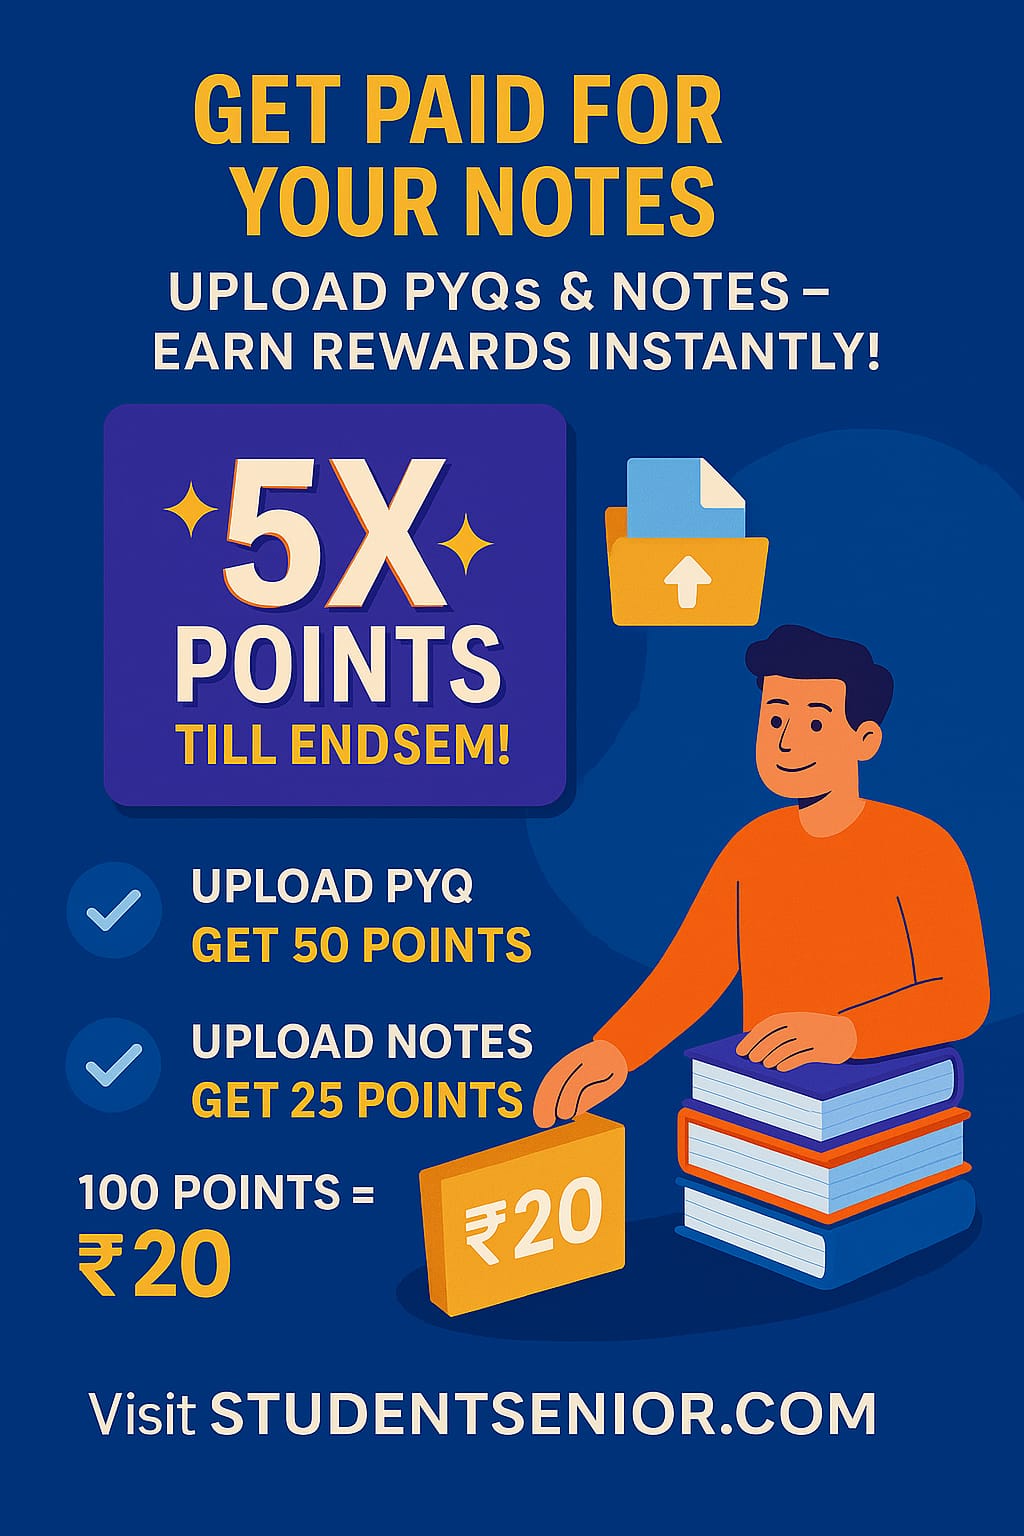 GET PAID FOR
YOUR NOTES
UPLOAD PYQs & NOTES –
EARN REWARDS INSTANTLY!
5X
POINTS
TILL ENDSEM!
UPLOAD PYQ
GET 50 POINTS
UPLOAD NOTES
GET 25 POINTS
100 POINTS =
₹20
₹20
Visit STUDENTSENIOR.COM